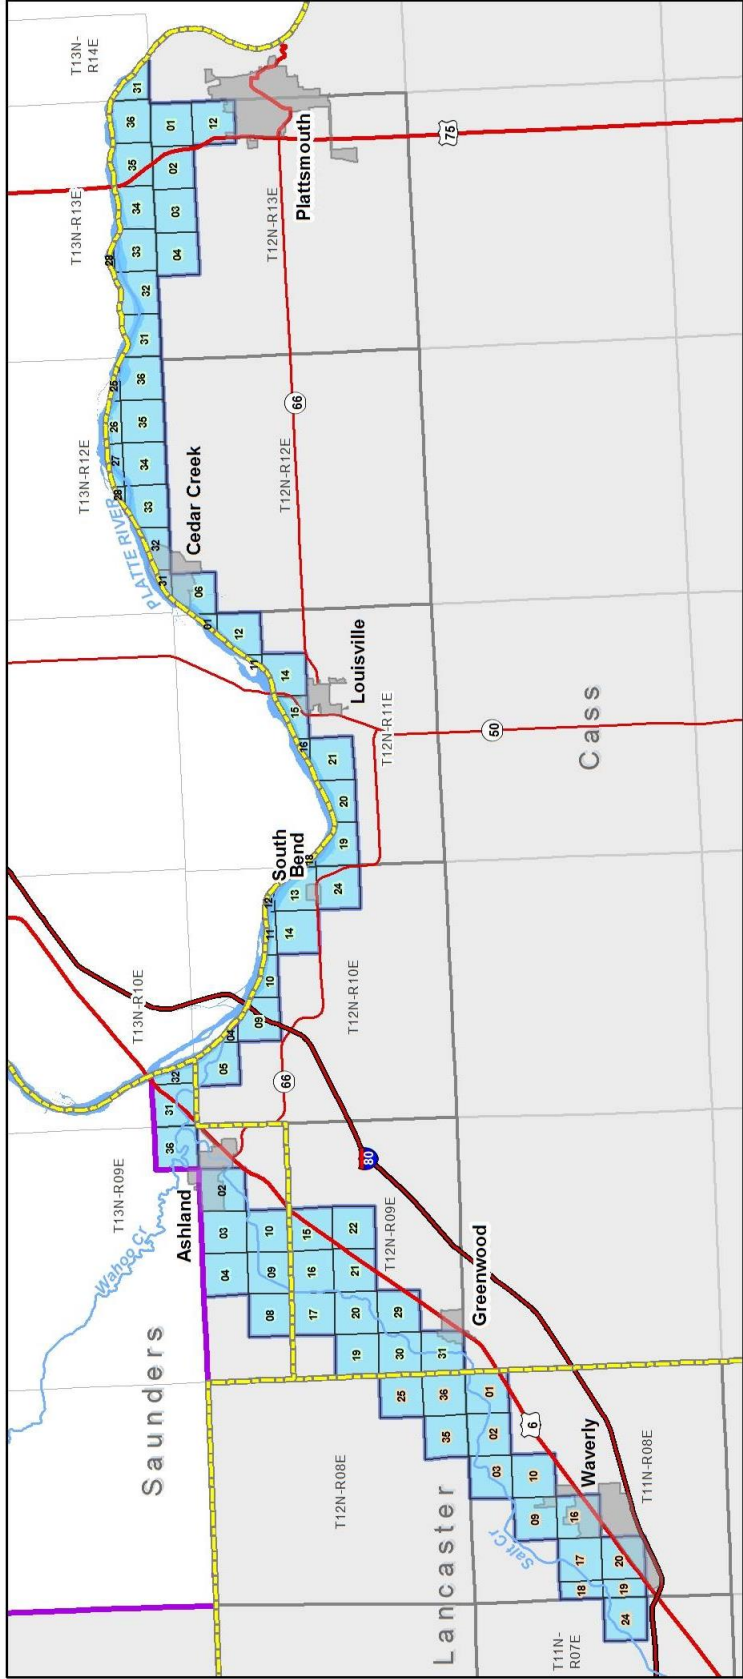 Saunders
Lancaster
Cass
PLATTE RIVER
Wahoo Cr
Salt Cr
T13N-R09E
T13N-R10E
T13N-R12E
T13N-R13E
T13N-
R14E
T12N-R08E
T12N-R09E
T12N-R10E
T12N-R11E
T12N-R12E
T12N-R13E
T11N-
R07E
T11N-R08E
Ashland
South
Bend
Louisville
Cedar Creek
Plattsmouth
Greenwood
Waverly
6
80
66
50
66
75
24
18
19
17
20
09
16
10
03
35
02
25
36
01
19
30
31
08
17
20
29
04
09
16
21
03
10
15
22
02
36
31
32
05
04
09
10
11
14
12
13
24
18
19
20
16
21
15
11
14
12
01
06
31
32
33
28
34
27
35
26
36
25
31
32
33
28
04
34
03
35
02
36
01
12
31